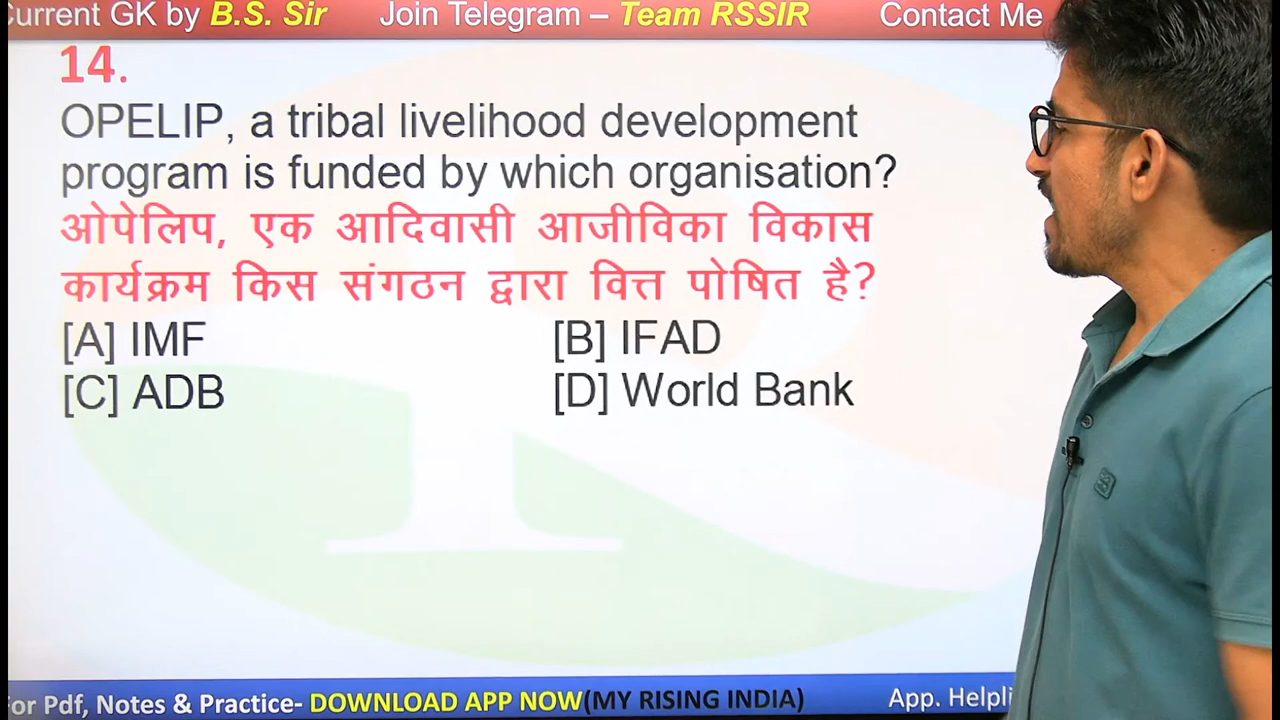 Current GK by B.S. Sir Join Telegram – Team RSSIR Contact Me
14.
OPELIP, a tribal livelihood development
program is funded by which organisation?
ओपेलिप, एक आदिवासी आजीविका विकास
कार्यक्रम किस संगठन द्वारा वित्त पोषित है?
[A] IMF [B] IFAD
[C] ADB [D] World Bank
For Pdf, Notes & Practice- DOWNLOAD APP NOW(MY RISING INDIA) App. Helpli